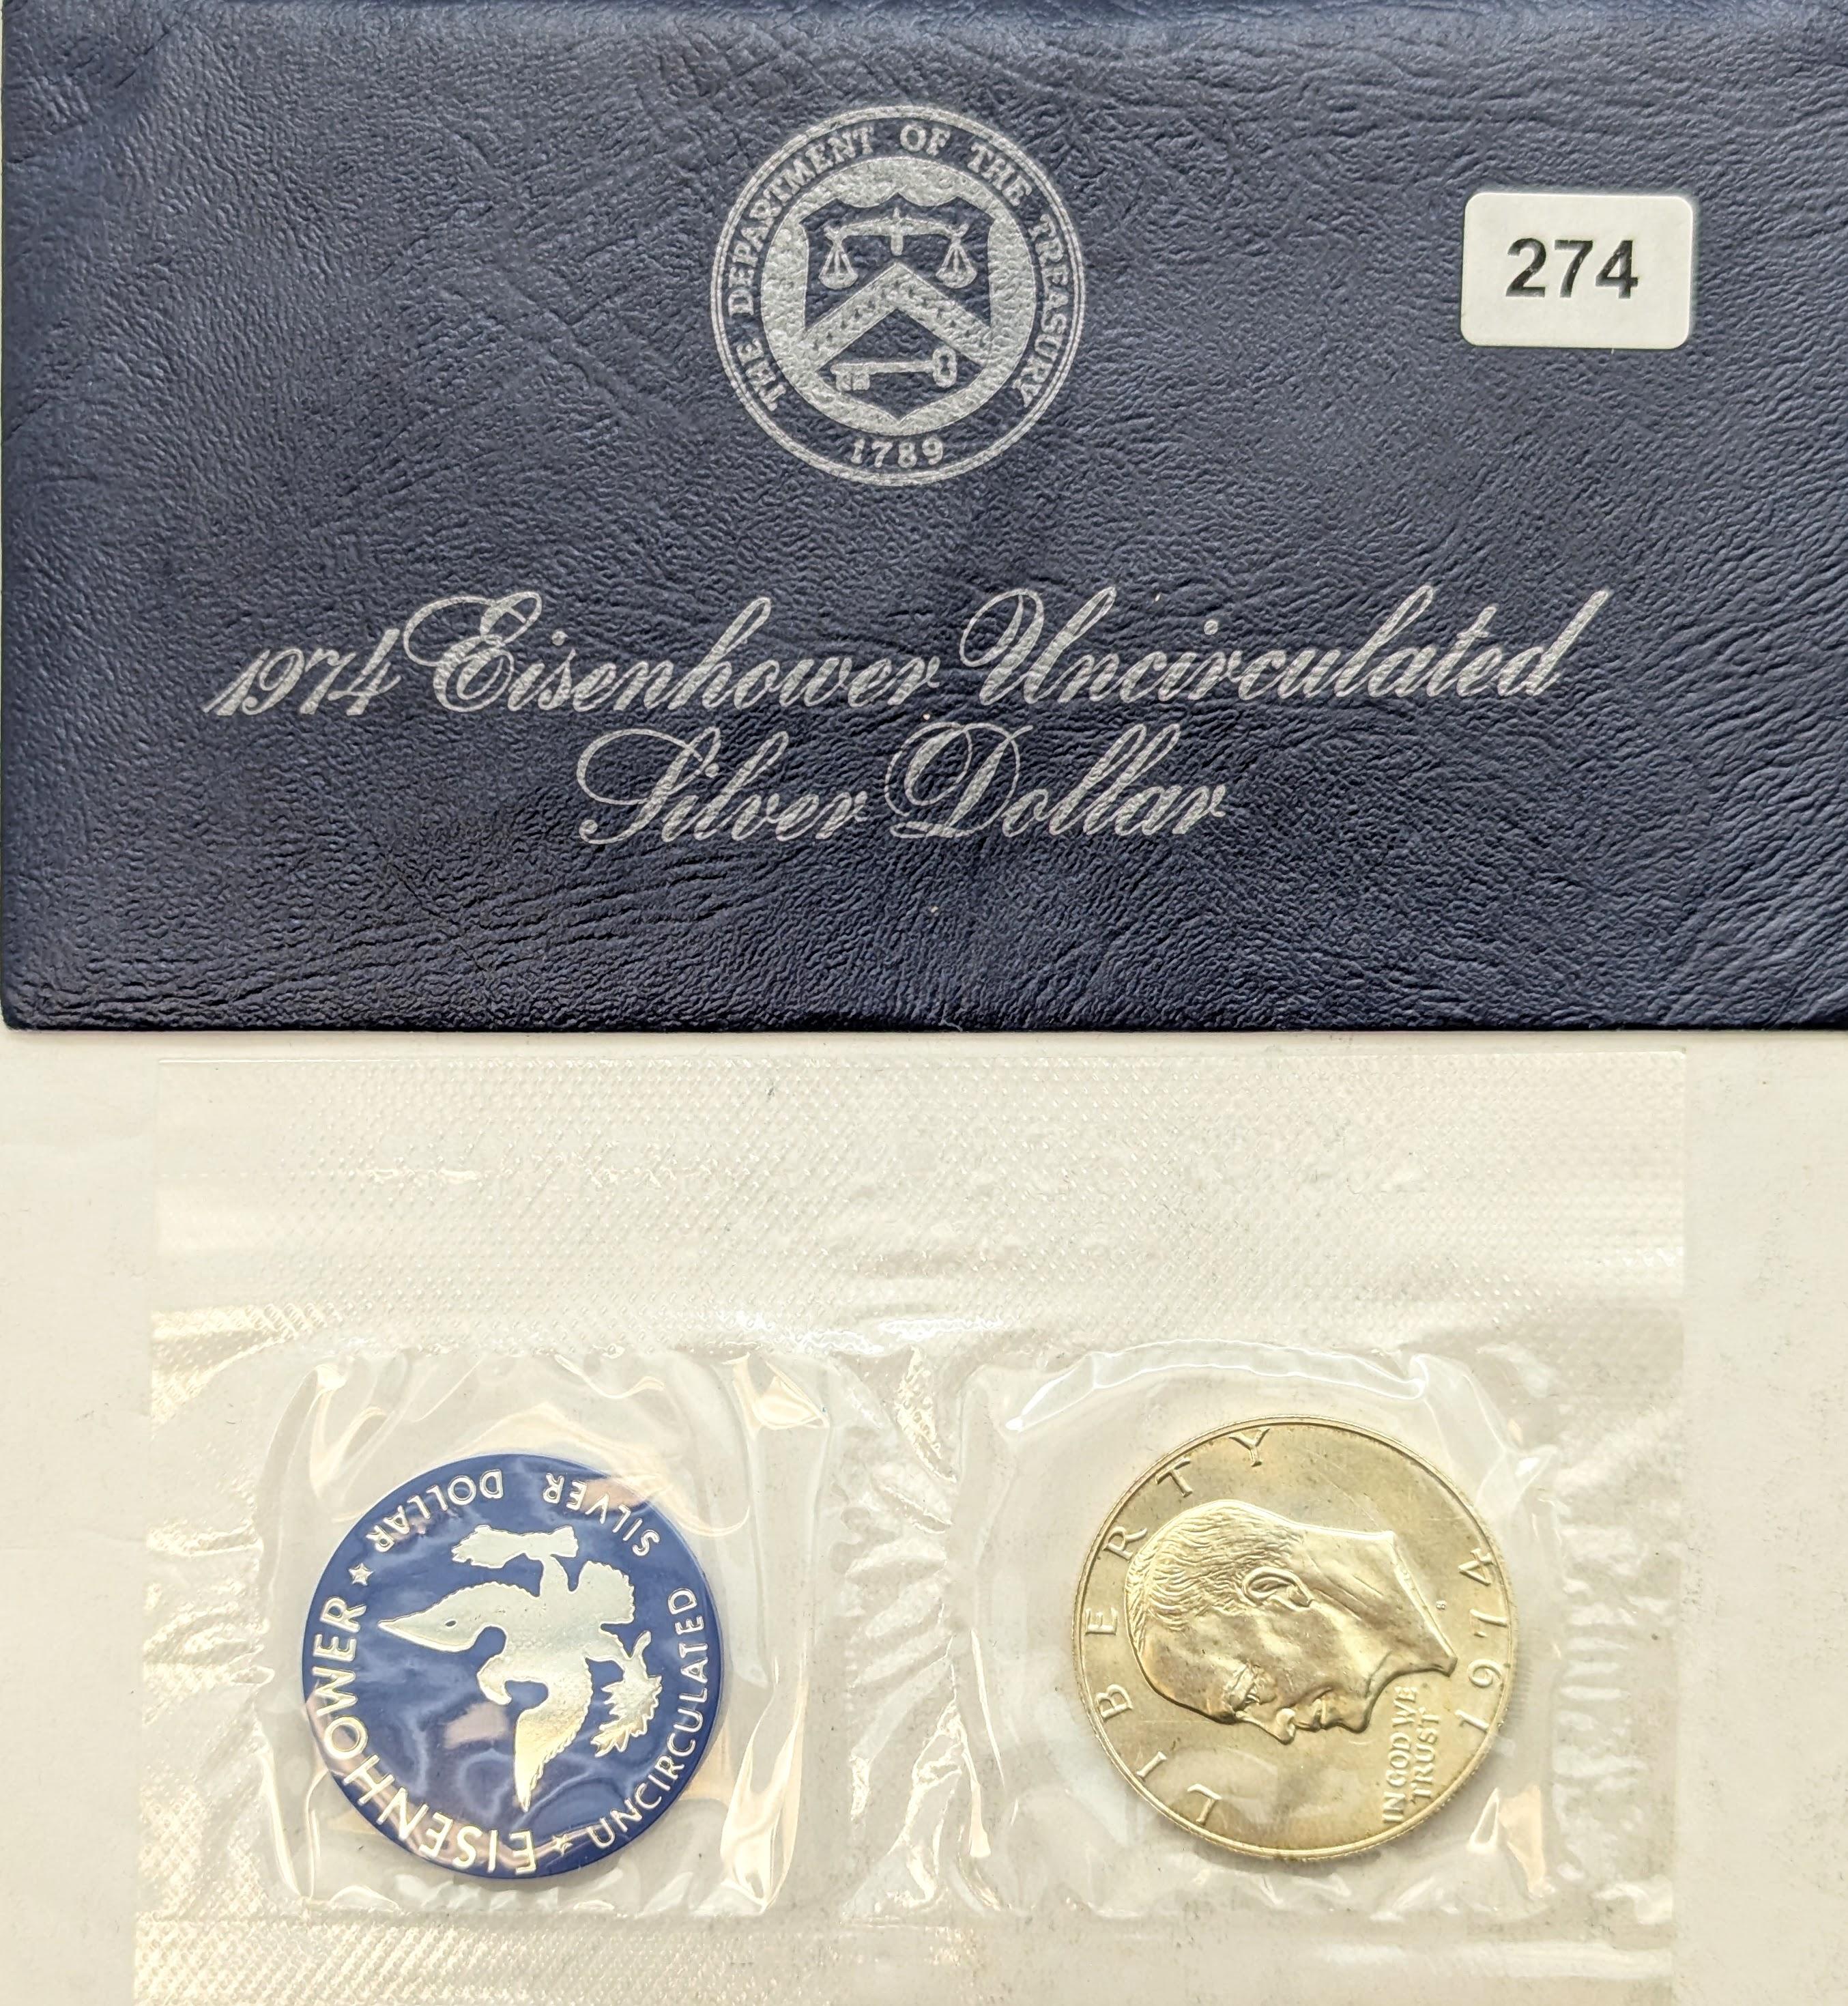 THE DEPARTMENT OF THE TREASURY
1789
274
1974 Eisenhower Uncirculated
Silver Dollar
EISENHOWER ★ SILVER DOLLAR
UNCIRCULATED ★
LIBERTY
IN GOD WE
TRUST
S
1974